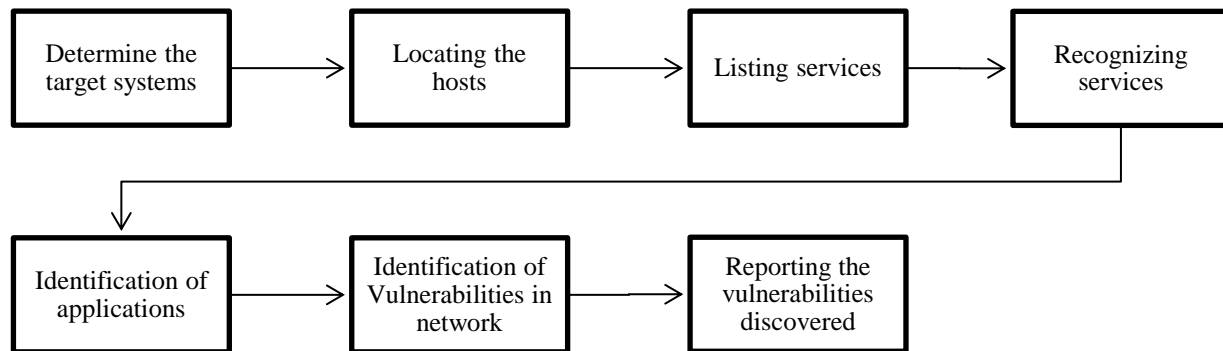 Determine the
target systems
Locating the
hosts
Listing services
Recognizing
services
Identification of
applications
Identification of
Vulnerabilities in
network
Reporting the
vulnerabilities
discovered